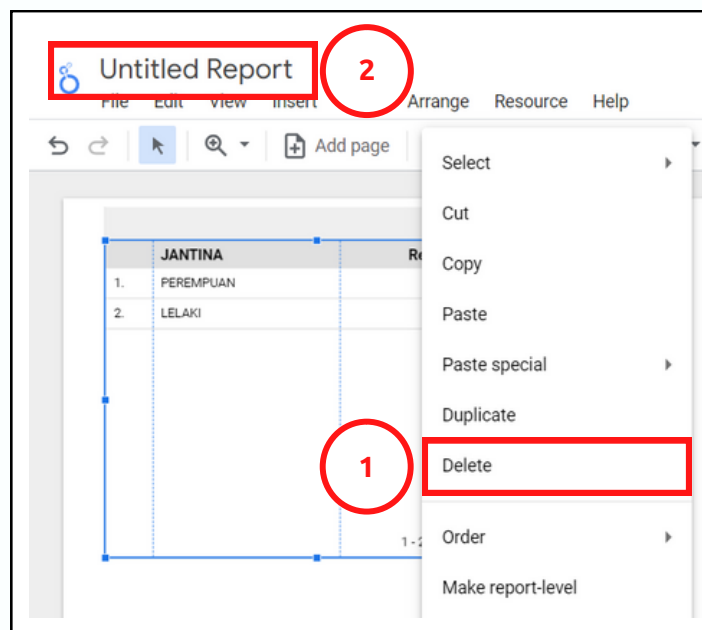 Untitled Report
2
File Edit View Insert Arrange Resource Help
Add page
Select
Cut
Copy
Paste
Paste special
Duplicate
1
Delete
Order
Make report-level
JANTINA
1. PEREMPUAN
2. LELAKI